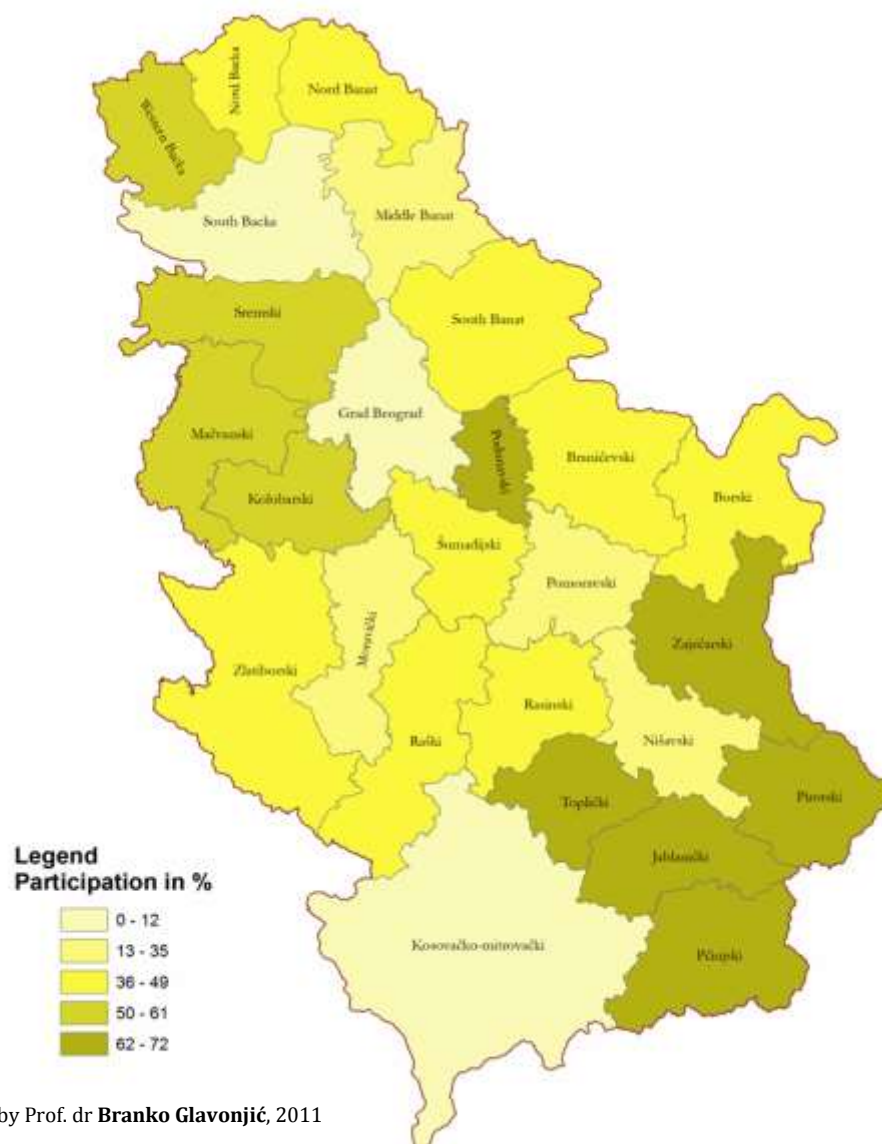 Nord Backa
Nord Banat
Western Bačka
South Backa
Middle Banat
Sremski
South Banat
Grad Beograd
Mačvanski
Podunavski
Braničevski
Kolubarski
Borski
Šumadijski
Pomoravski
Moravički
Zaječarski
Zlatiborski
Rasinski
Raški
Nišavski
Toplički
Pirotski
Jablanički
Kosovačko-mitrovački
Pčinjski
Legend
Participation in %
0 - 12
13 - 35
36 - 49
50 - 61
62 - 72
by Prof. dr Branko Glavonjić, 2011